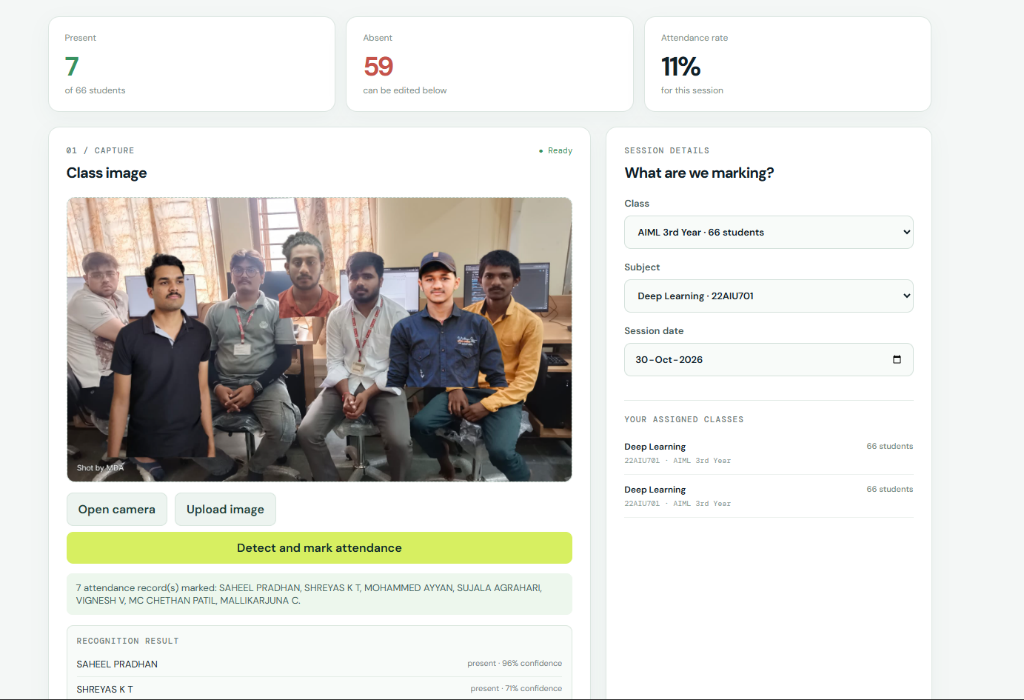 Present
7
of 66 students
Absent
59
can be edited below
Attendance rate
11%
for this session
01 / CAPTURE
Ready
Class image
Shot by MDA
Open camera
Upload image
Detect and mark attendance
7 attendance record(s) marked: SAHEEL PRADHAN, SHREYAS K T, MOHAMMED AYYAN, SUJALA AGRAHARI,
VIGNESH V, MC CHETHAN PATIL, MALLIKARJUNA C.
RECOGNITION RESULT
SAHEEL PRADHAN
present · 96% confidence
SHREYAS K T
present · 71% confidence
SESSION DETAILS
What are we marking?
Class
AIML 3rd Year · 66 students
Subject
Deep Learning · 22AIU701
Session date
30-Oct-2026
YOUR ASSIGNED CLASSES
Deep Learning
66 students
22AIU701 · AIML 3rd Year
Deep Learning
66 students
22AIU701 · AIML 3rd Year